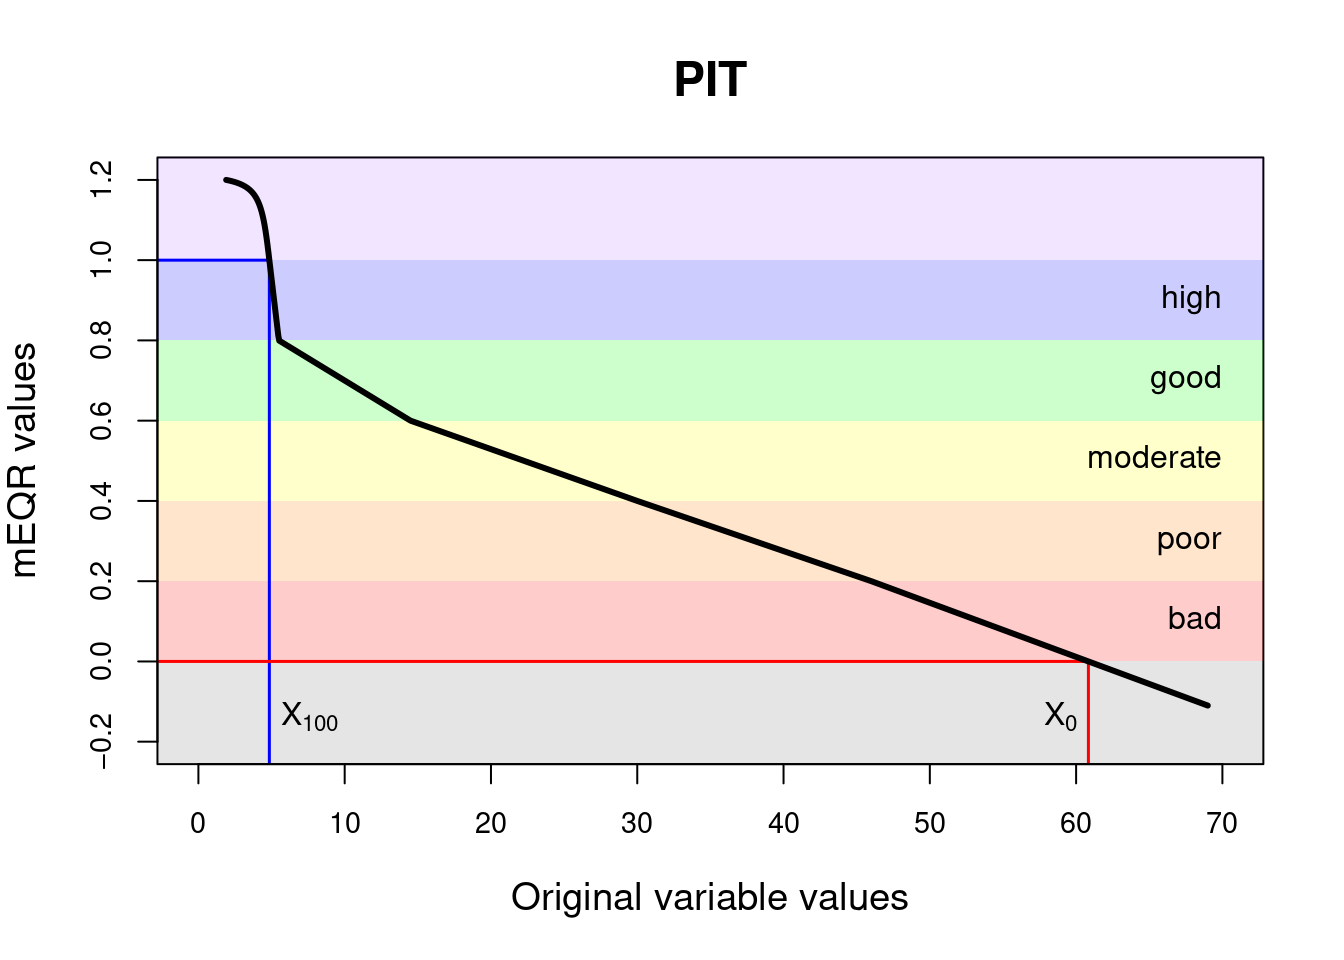 PIT
mEQR values
1.2
1.0
0.8
0.6
0.4
0.2
0.0
−0.2
high
good
moderate
poor
bad
X₁₀₀
X₀
0 10 20 30 40 50 60 70
Original variable values